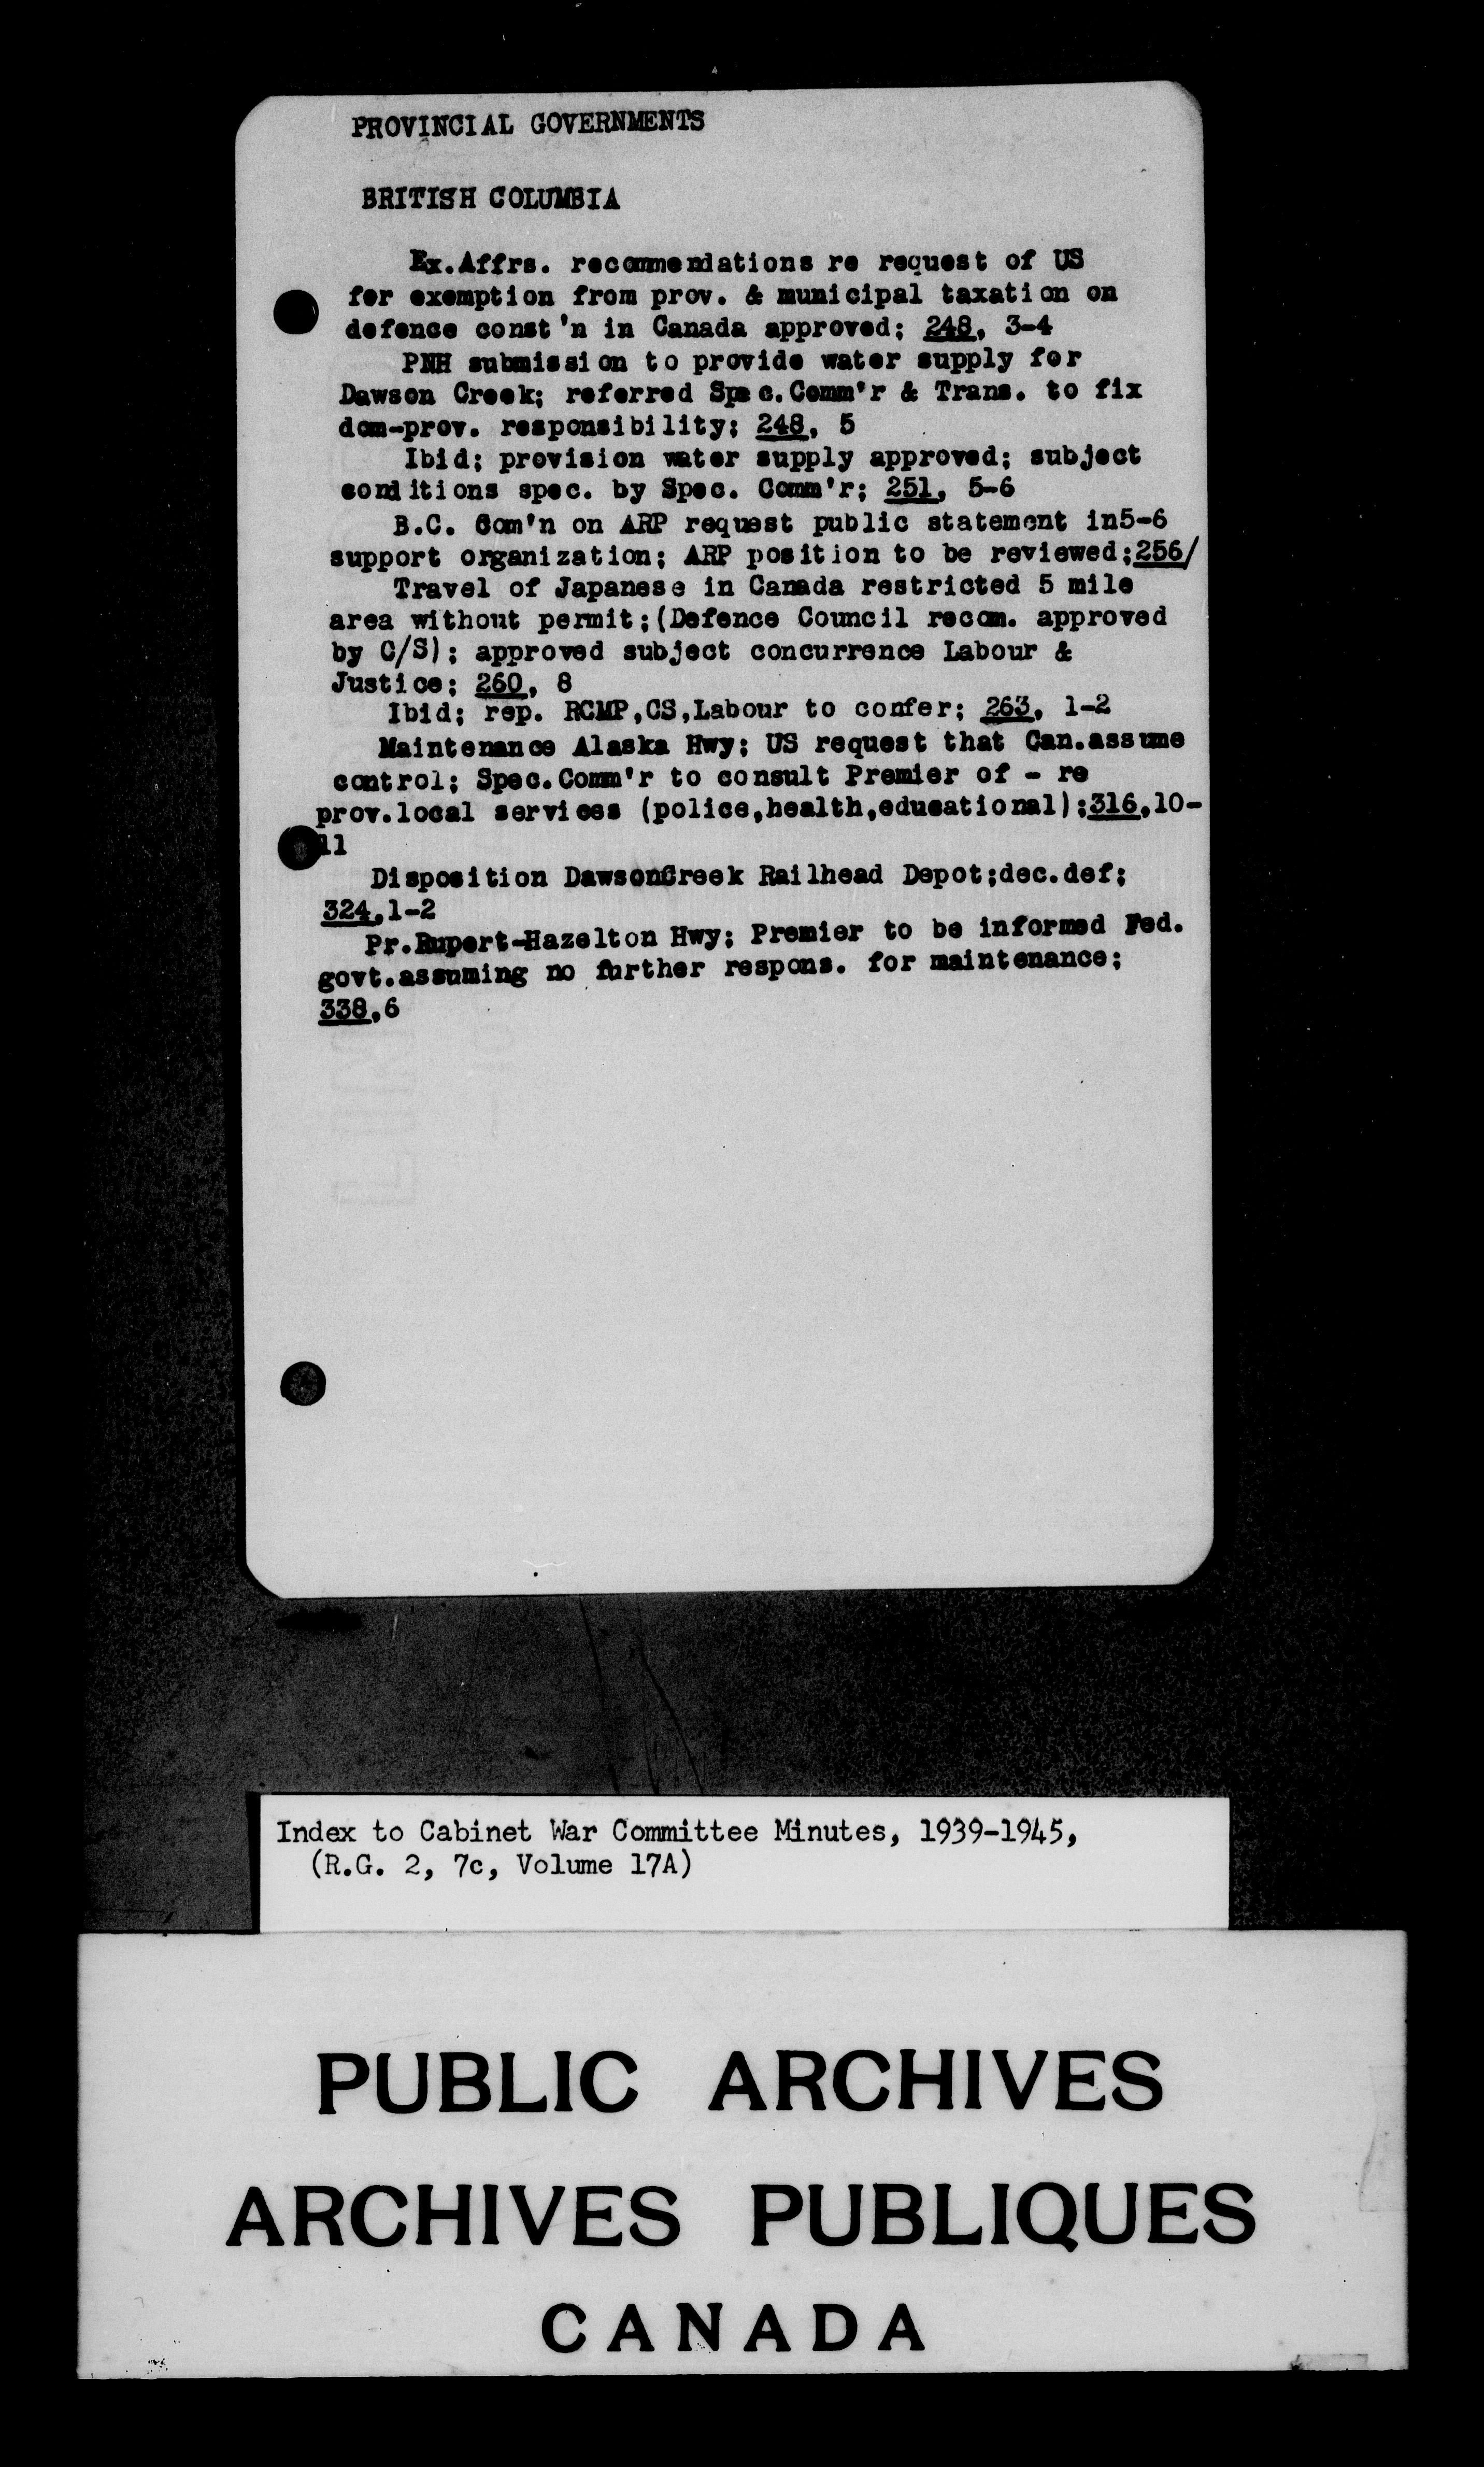 PROVINCIAL GOVERNMENTS
BRITISH COLUMBIA
Ex.Affrs. recommendations re request of US
for exemption from prov. & municipal taxation on
defence const'n in Canada approved; 248, 3-4
PNH submission to provide water supply for
Dawson Creek; referred Spec.Comm'r & Trans. to fix
dom-prov. responsibility; 248, 5
Ibid; provision water supply approved; subject
conditions spec. by Spec. Comm'r; 251, 5-6
B.C. Com'n on ARP request public statement in5-6
support organization; ARP position to be reviewed;256/
Travel of Japanese in Canada restricted 5 mile
area without permit;(Defence Council recom. approved
by C/S); approved subject concurrence Labour &
Justice; 260, 8
Ibid; rep. RCMP,CS,Labour to confer; 263, 1-2
Maintenance Alaska Hwy; US request that Can.assume
control; Spec.Comm'r to consult Premier of - re
prov.local services (police,health,educational);316,10-
11
Disposition DawsonCreek Railhead Depot;dec.def;
324,1-2
Pr.Rupert-Hazelton Hwy; Premier to be informed Fed.
govt.assuming no further respons. for maintenance;
338,6
Index to Cabinet War Committee Minutes, 1939-1945,
(R.G. 2, 7c, Volume 17A)
PUBLIC ARCHIVES
ARCHIVES PUBLIQUES
CANADA